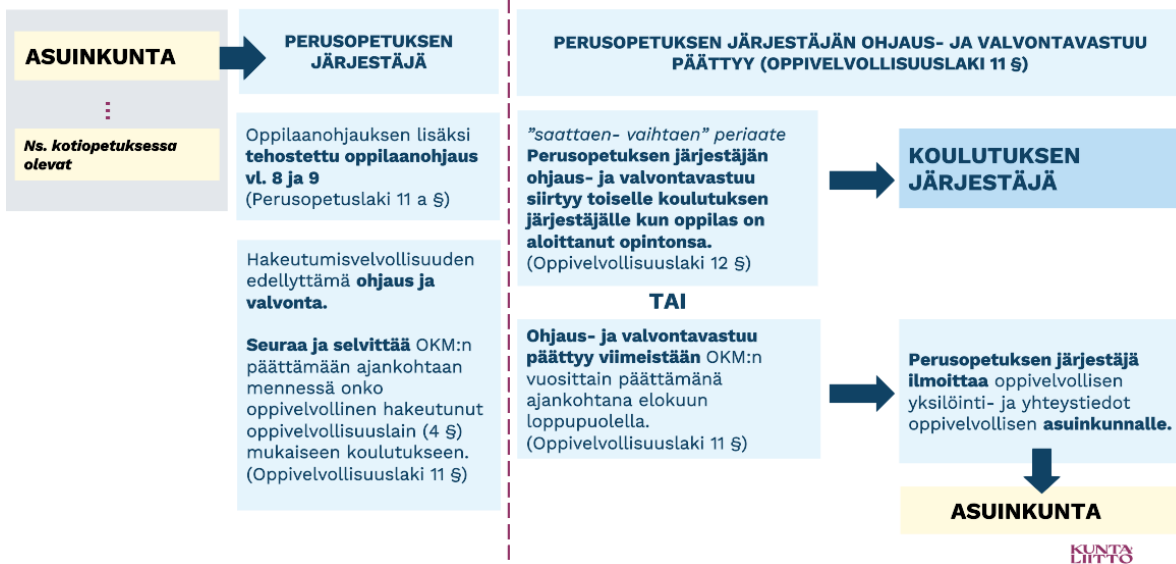 ASUINKUNTA
Ns. kotiopetuksessa
olevat
PERUSOPETUKSEN
JÄRJESTÄJÄ
Oppilaanohjauksen lisäksi
tehostettu oppilaanohjaus
vl. 8 ja 9
(Perusopetuslaki 11 a §)
Hakeutumisvelvollisuuden
edellyttämä ohjaus ja
valvonta.
Seuraa ja selvittää OKM:n
päättämään ajankohtaan
mennessä onko
oppivelvollinen hakeutunut
oppivelvollisuuslain (4 §)
mukaiseen koulutukseen.
(Oppivelvollisuuslaki 11 §)
PERUSOPETUKSEN JÄRJESTÄJÄN OHJAUS- JA VALVONTAVASTUU
PÄÄTTYY (OPPIVELVOLLISUUSLAKI 11 §)
”saattaen- vaihtaen” periaate
Perusopetuksen järjestäjän
ohjaus- ja valvontavastuu
siirtyy toiselle koulutuksen
järjestäjälle kun oppilas on
aloittanut opintonsa.
(Oppivelvollisuuslaki 12 §)
KOULUTUKSEN
JÄRJESTÄJÄ
TAI
Ohjaus- ja valvontavastuu
päättyy viimeistään OKM:n
vuosittain päättämänä
ajankohtana elokuun
loppupuolella.
(Oppivelvollisuuslaki 11 §)
Perusopetuksen järjestäjä
ilmoittaa oppivelvollisen
yksilöinti- ja yhteystiedot
oppivelvollisen asuinkunnalle.
ASUINKUNTA
KUNTA
LIITTO